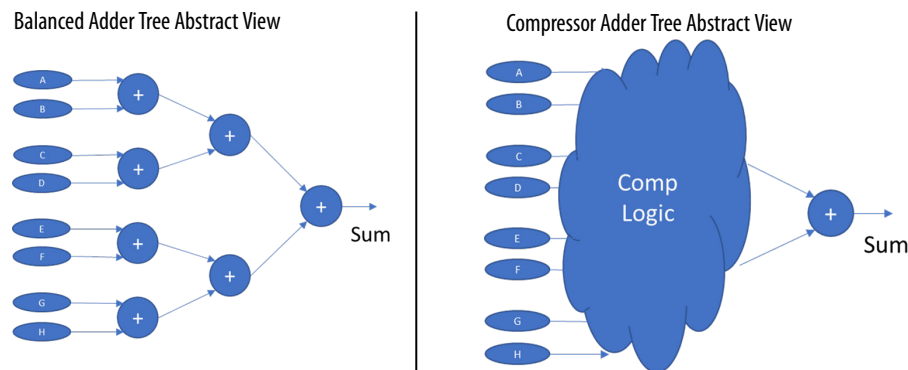 Balanced Adder Tree Abstract View
A
B
+
+
C
D
+
+
Sum
E
F
+
+
G
H
+
Compressor Adder Tree Abstract View
A
B
C
D
E
F
G
H
Comp
Logic
+
Sum